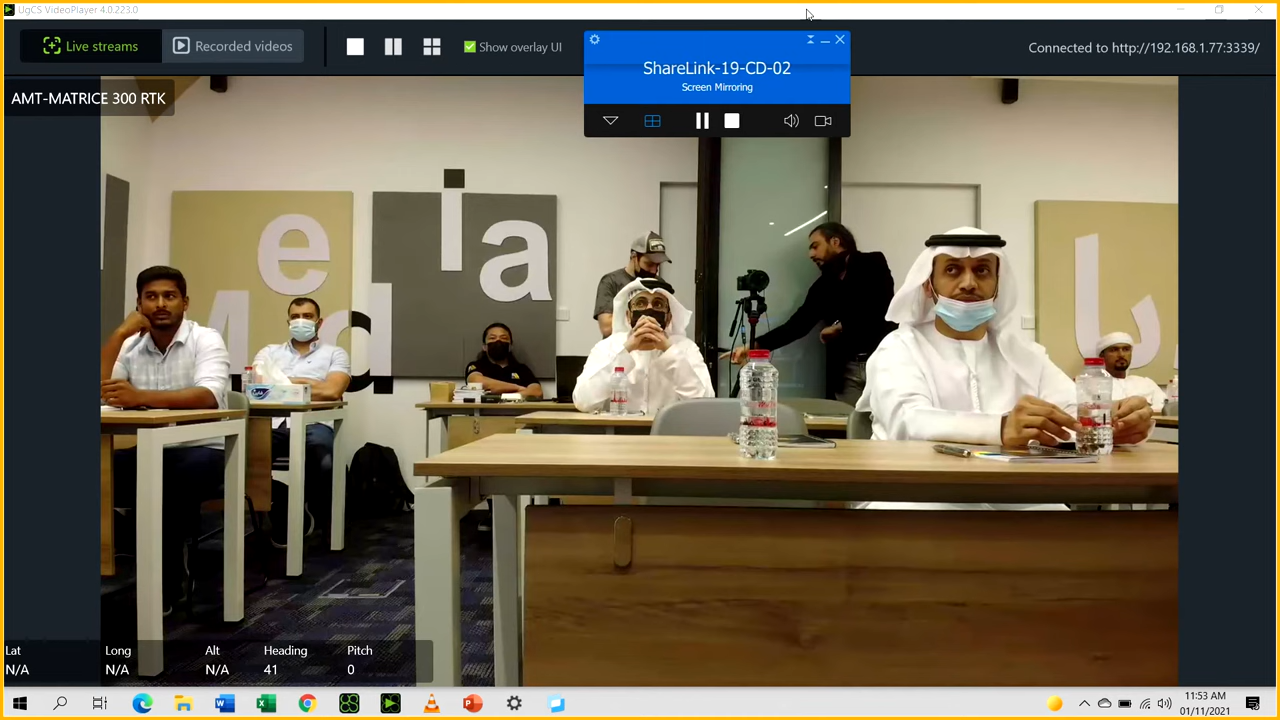 UgCS VideoPlayer 4.0.223.0
Live streams
Recorded videos
Show overlay UI
Connected to http://192.168.1.77:3339/
ShareLink-19-CD-02
Screen Mirroring
AMT-MATRICE 300 RTK
Media
Lat
Long
Alt
Heading
Pitch
N/A
N/A
N/A
41
0
11:53 AM
01/11/2021